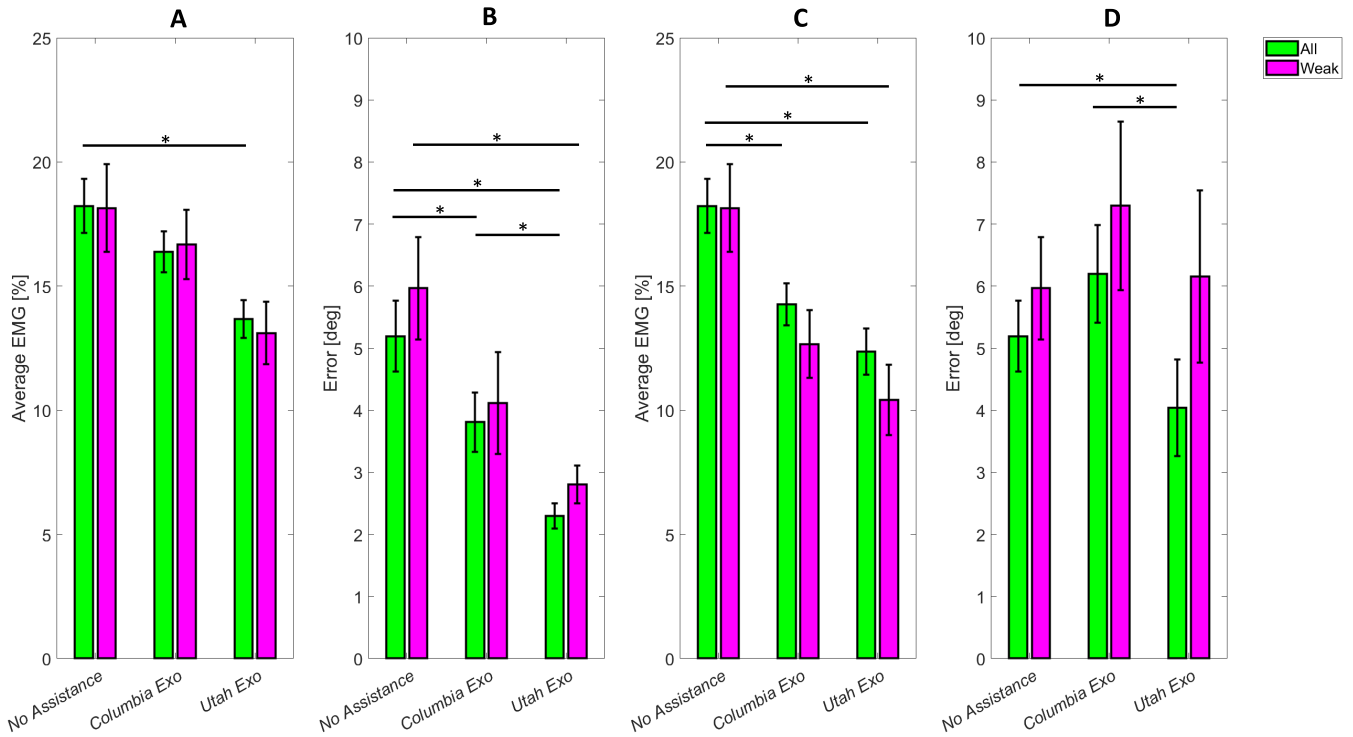 A
B
C
D
All
Weak
25
20
15
10
5
0
Average EMG [%]
*
No Assistance
Columbia Exo
Utah Exo
10
9
8
7
6
5
4
3
2
1
0
Error [deg]
*
*
*
*
No Assistance
Columbia Exo
Utah Exo
25
20
15
10
5
0
Average EMG [%]
*
*
*
No Assistance
Columbia Exo
Utah Exo
10
9
8
7
6
5
4
3
2
1
0
Error [deg]
*
*
No Assistance
Columbia Exo
Utah Exo